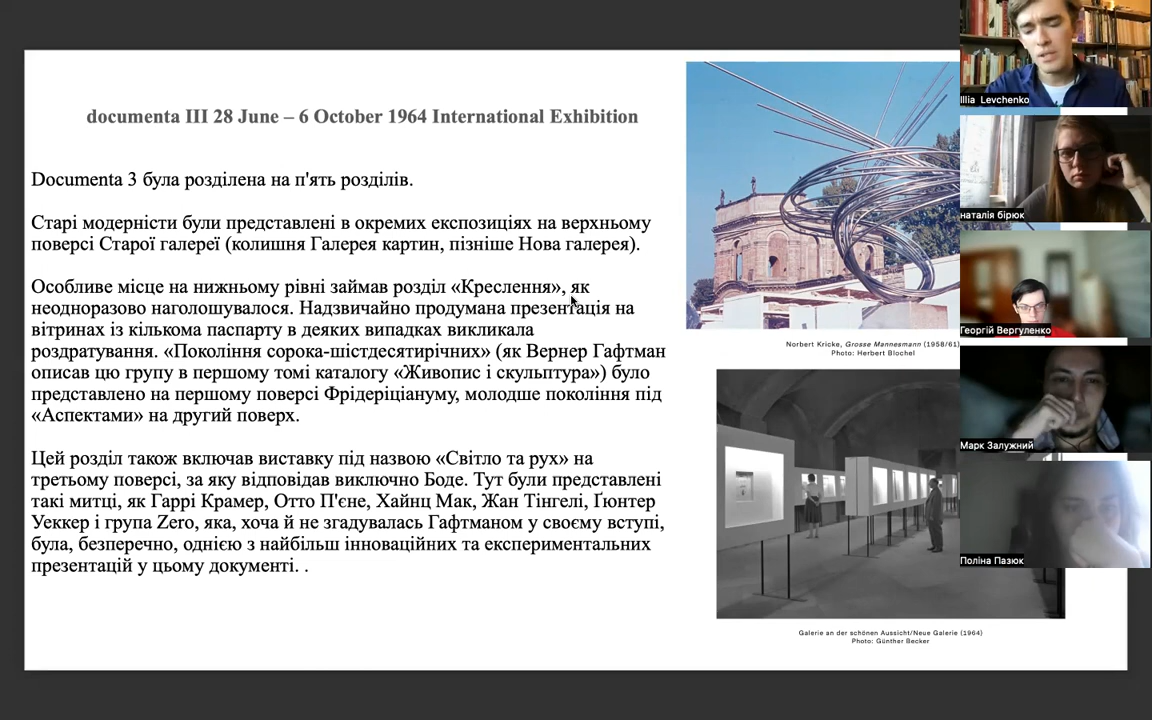 documenta III 28 June – 6 October 1964 International Exhibition
Documenta 3 була розділена на п'ять розділів.
Старі модерністи були представлені в окремих експозиціях на верхньому
поверсі Старої галереї (колишня Галерея картин, пізніше Нова галерея).
Особливе місце на нижньому рівні займав розділ «Креслення», як
неодноразово наголошувалося. Надзвичайно продумана презентація на
вітринах із кількома паспарту в деяких випадках викликала
роздратування. «Покоління сорока-шістдесятирічних» (як Вернер Гафтман
описав цю групу в першому томі каталогу «Живопис і скульптура») було
представлено на першому поверсі Фрідеріціануму, молодше покоління під
«Аспектами» на другий поверх.
Цей розділ також включав виставку під назвою «Світло та рух» на
третьому поверсі, за яку відповідав виключно Боде. Тут були представлені
такі митці, як Гаррі Крамер, Отто П'єне, Хайнц Мак, Жан Тінгелі, Ґюнтер
Уеккер і група Zero, яка, хоча й не згадувалась Гафтманом у своєму вступі,
була, безперечно, однією з найбільш інноваційних та експериментальних
презентацій у цьому документі. .
Norbert Kricke, Grosse Mannesmann (1958/61)
Photo: Herbert Blochel
Galerie an der schönen Aussicht/Neue Galerie (1964)
Photo: Günther Becker
Illia Levchenko
наталія бірюк
Георгій Вергуленко
Марк Залужний
Поліна Пазюк